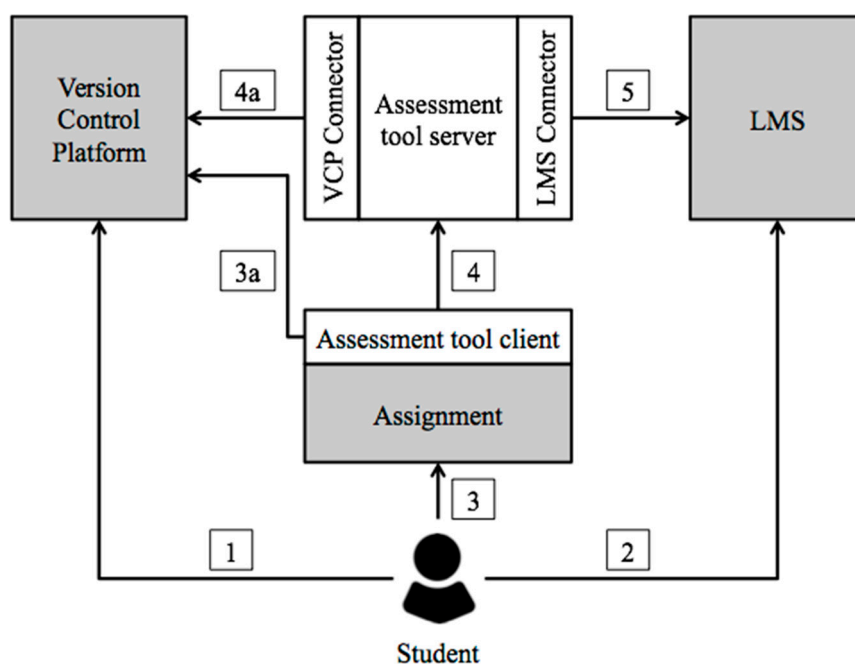 Version
Control
Platform
4a
VCP Connector
Assessment
tool server
LMS Connector
5
LMS
3a
4
Assessment tool client
Assignment
3
1
2
Student